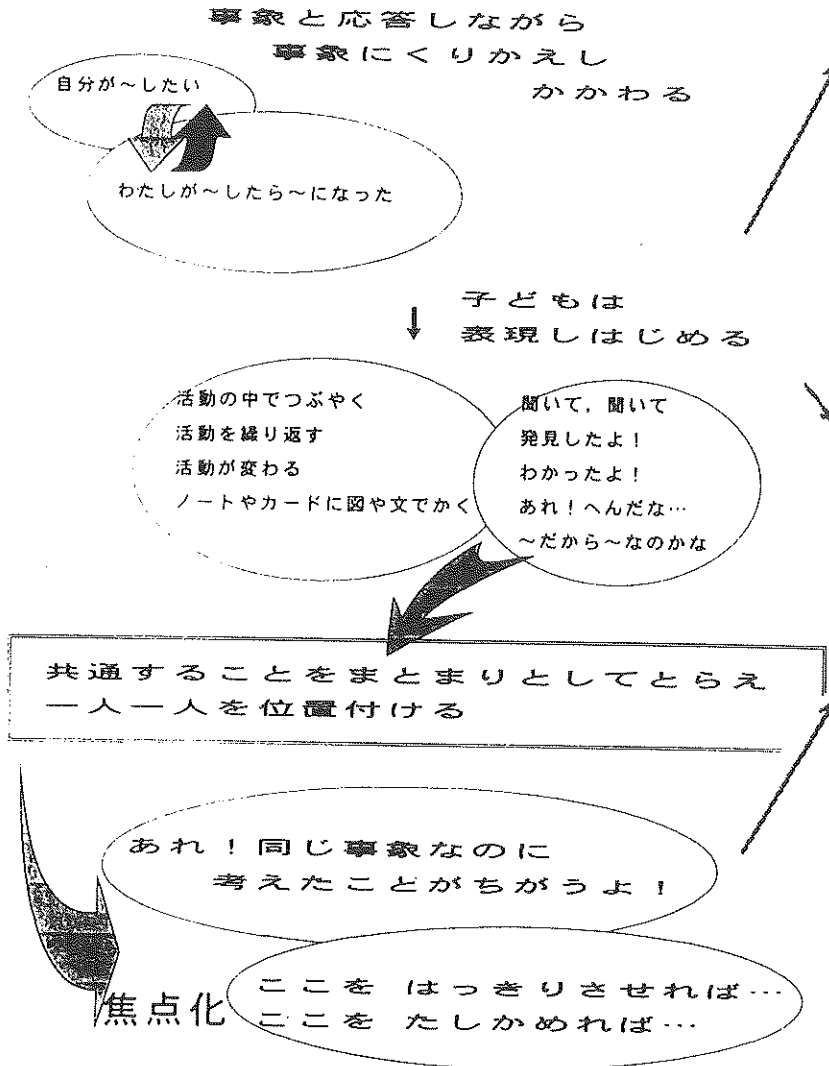 事象と応答しながら
事象にくりかえし
かかわる
自分が～したい
わたしが～したら～になった
子どもは
表現しはじめる
活動の中でつぶやく
活動を繰り返す
活動が変わる
ノートやカードに図や文でかく
聞いて，聞いて
発見したよ！
わかったよ！
あれ！へんだな…
～だから～なのかな
共通することをまとまりとしてとらえ
一人一人を位置付ける
あれ！同じ事象なのに
考えたことがちがうよ！
焦点化
ここを はっきりさせれば…
ここを たしかめれば…